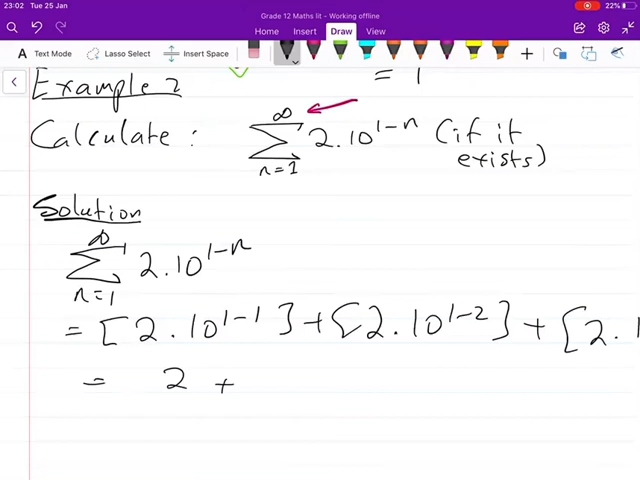 23:02 Tue 25 Jan
Grade 12 Maths lit - Working offline
22%
Home Insert Draw View
Text Mode Lasso Select Insert Space
Example 2
= 1
Calculate : ∞ ∑ n=1 2.10^{1-n} (if it exists)
Solution
∞ ∑ n=1 2.10^{1-n}
= [2.10^{1-1}] + [2.10^{1-2}] + [2.1
= 2 +